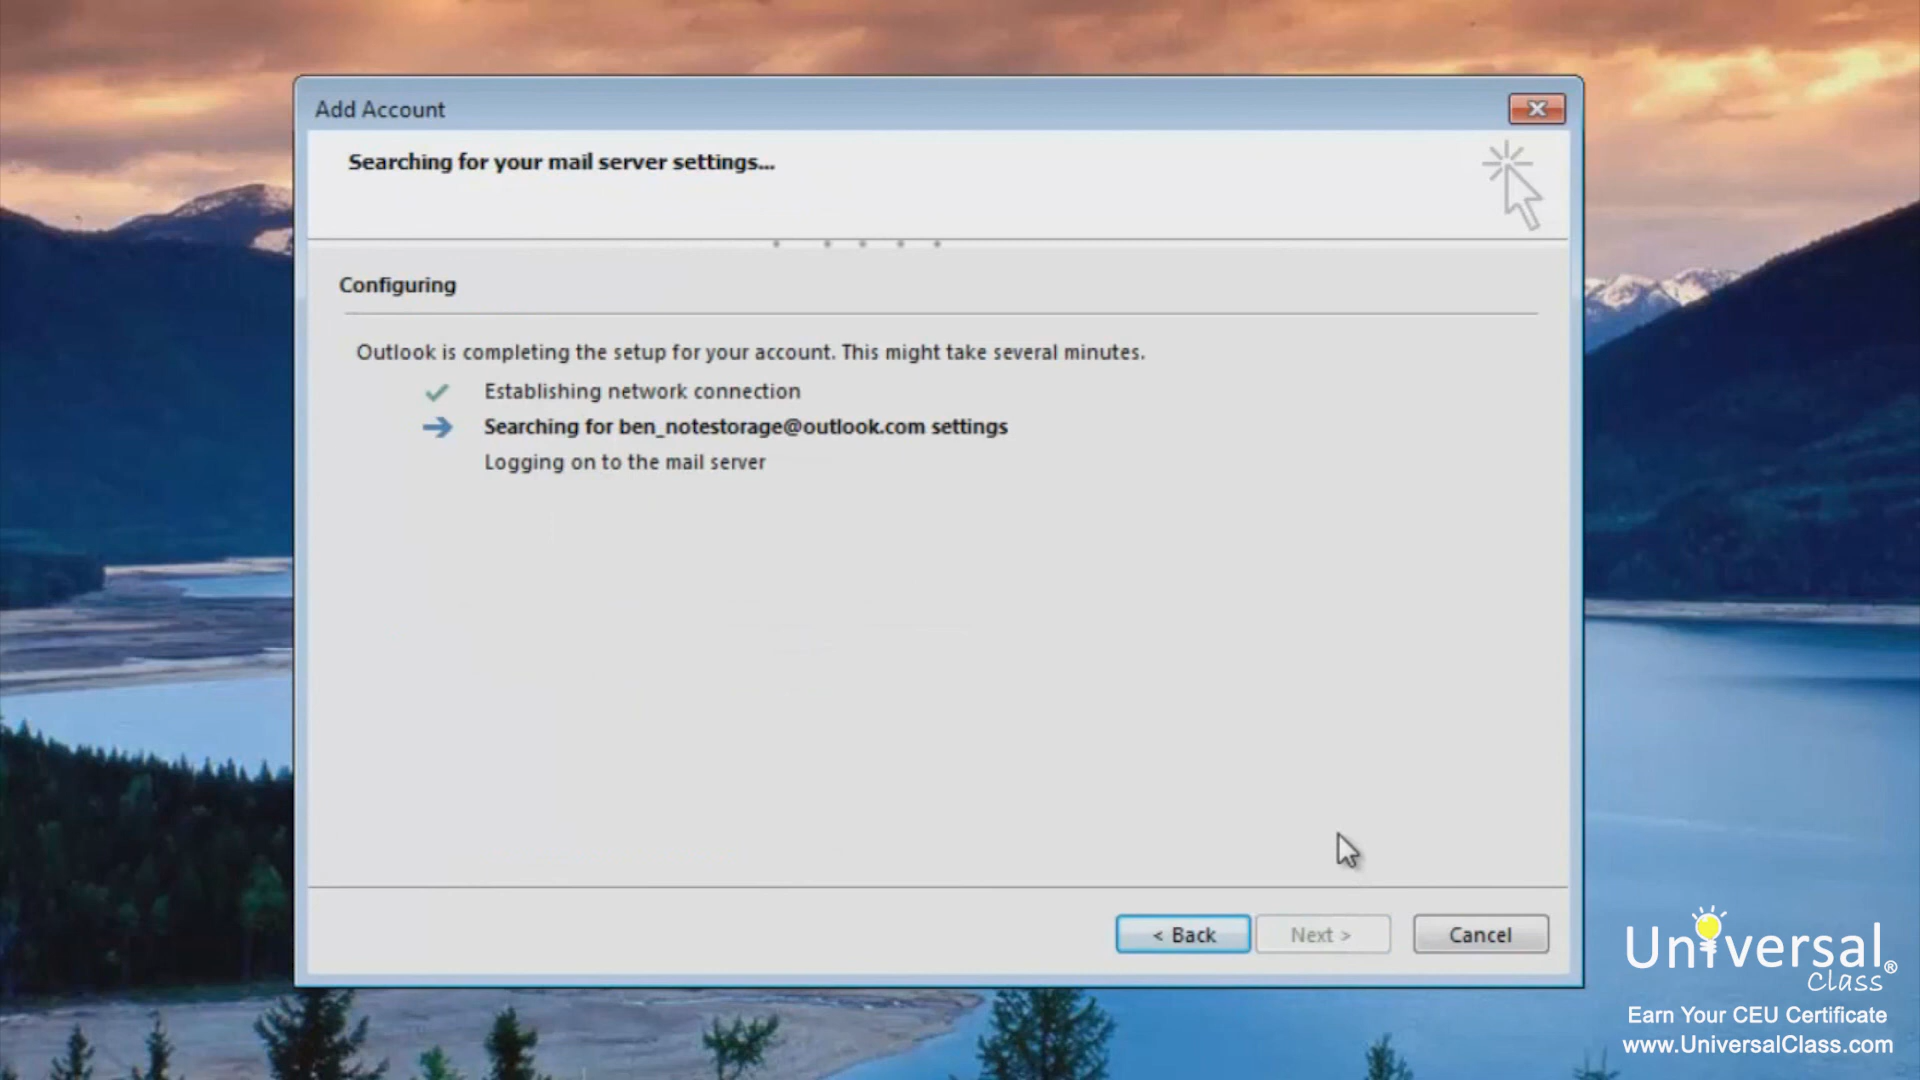 Add Account
Searching for your mail server settings...
Configuring
Outlook is completing the setup for your account. This might take several minutes.
Establishing network connection
Searching for ben_notestorage@outlook.com settings
Logging on to the mail server
< Back
Next >
Cancel
Universal®
Class
Earn Your CEU Certificate
www.UniversalClass.com